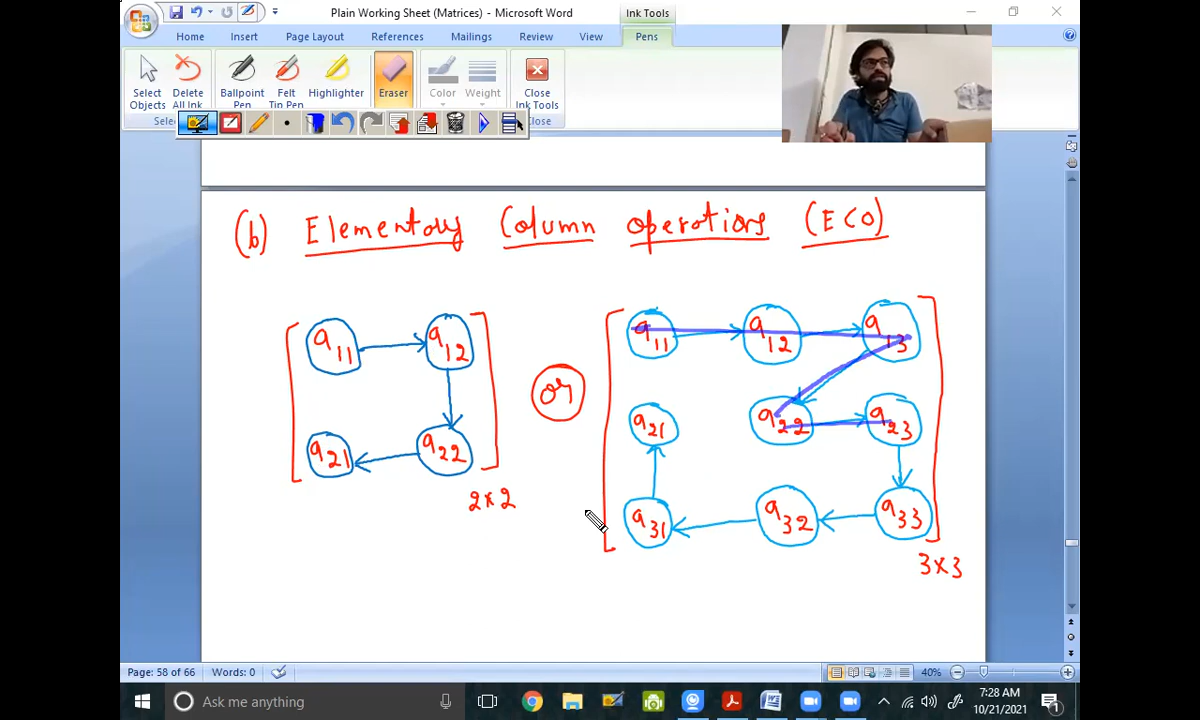 Plain Working Sheet (Matrices) - Microsoft Word
Ink Tools
Home Insert Page Layout References Mailings Review View Pens
Select Objects
Delete All Ink
Ballpoint Pen
Felt Tip Pen
Highlighter
Eraser
Color
Weight
Close Ink Tools
Close
(b) Elementary Column operations (ECO)
a11 a12
a21 a22
2×2
or
a11 a12 a13
a21 a22 a23
a31 a32 a33
3×3
Page: 58 of 66 Words: 0
40%
Ask me anything
7:28 AM
10/21/2021
1